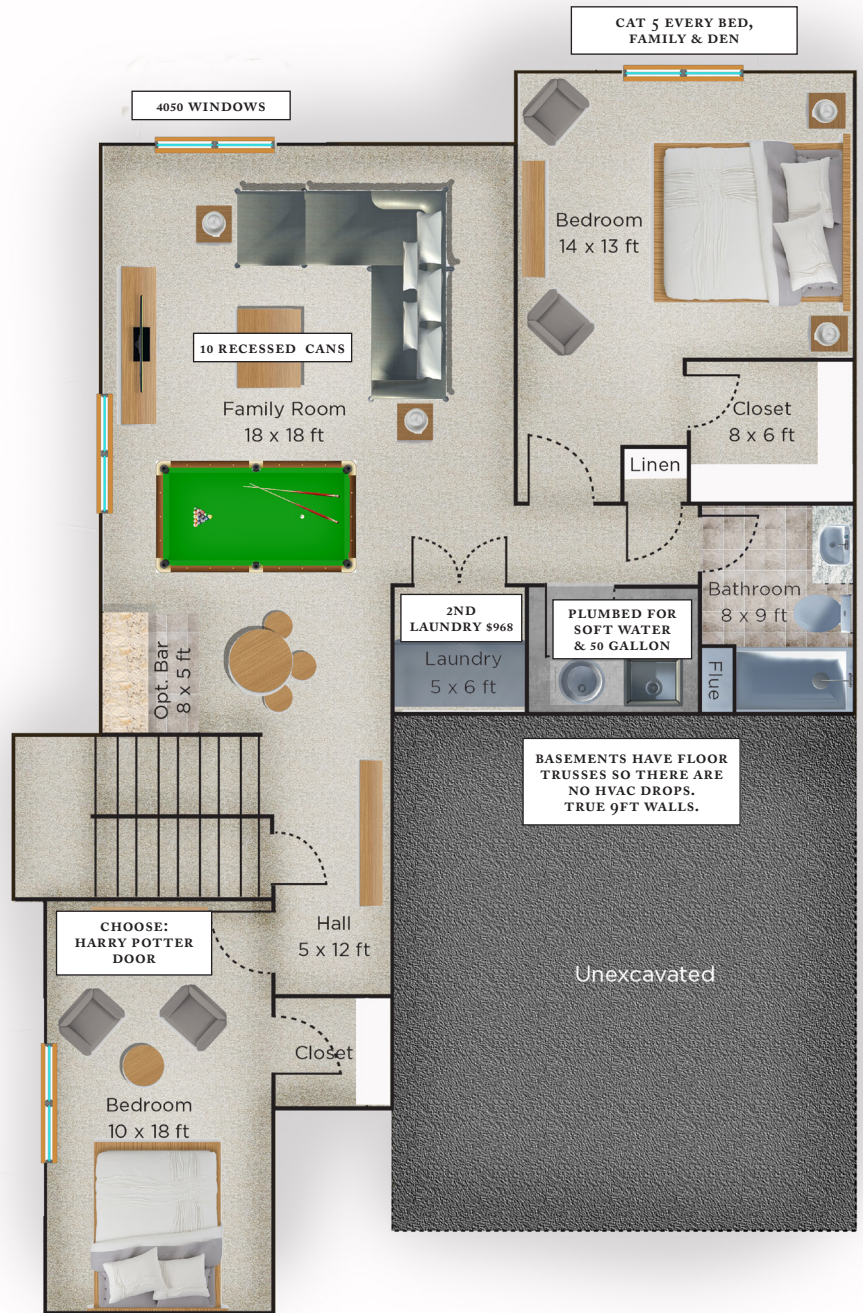 CAT 5 EVERY BED,
FAMILY & DEN
4050 WINDOWS
Bedroom
14 x 13 ft
10 RECESSED CANS
Family Room
18 x 18 ft
Closet
8 x 6 ft
Linen
2ND
LAUNDRY $968
Laundry
5 x 6 ft
PLUMBED FOR
SOFT WATER
& 50 GALLON
Bathroom
8 x 9 ft
Flue
Opt. Bar
8 x 5 ft
BASEMENTS HAVE FLOOR
TRUSSES SO THERE ARE
NO HVAC DROPS.
TRUE 9FT WALLS.
CHOOSE:
HARRY POTTER
DOOR
Hall
5 x 12 ft
Unexcavated
Closet
Bedroom
10 x 18 ft